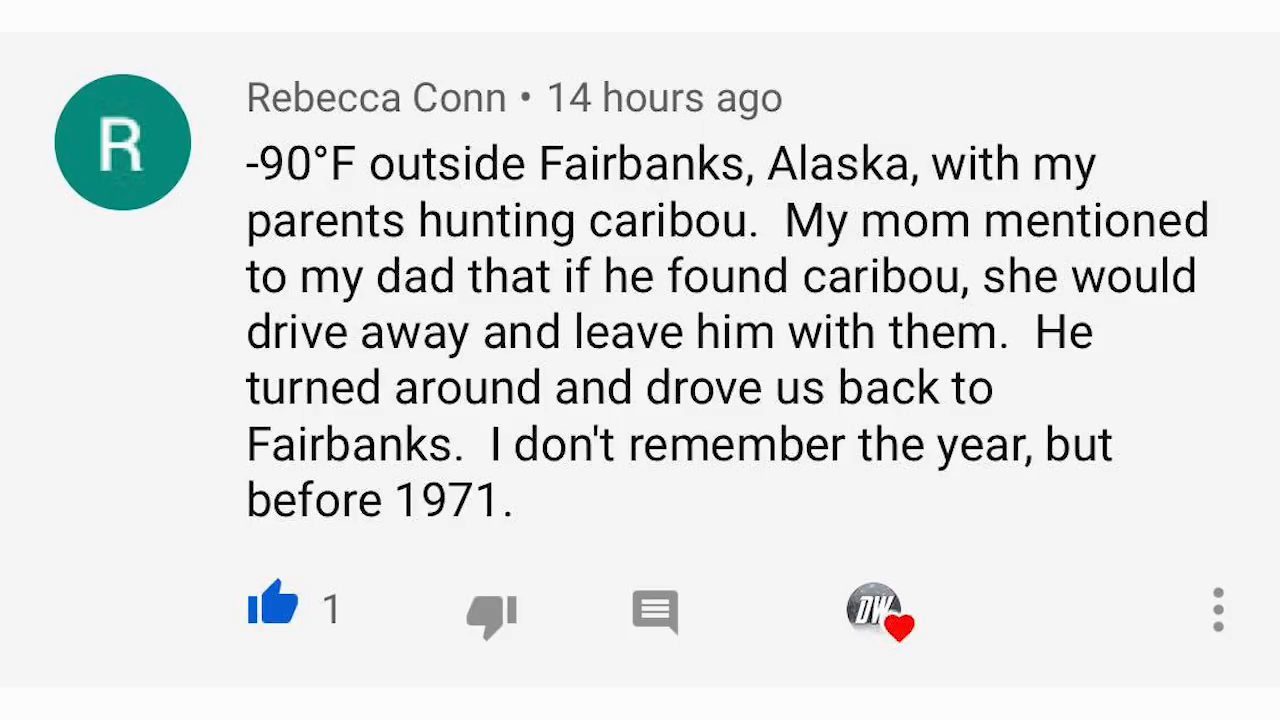 R
Rebecca Conn • 14 hours ago
-90°F outside Fairbanks, Alaska, with my
parents hunting caribou.  My mom mentioned
to my dad that if he found caribou, she would
drive away and leave him with them.  He
turned around and drove us back to
Fairbanks.  I don't remember the year, but
before 1971.
1
DW